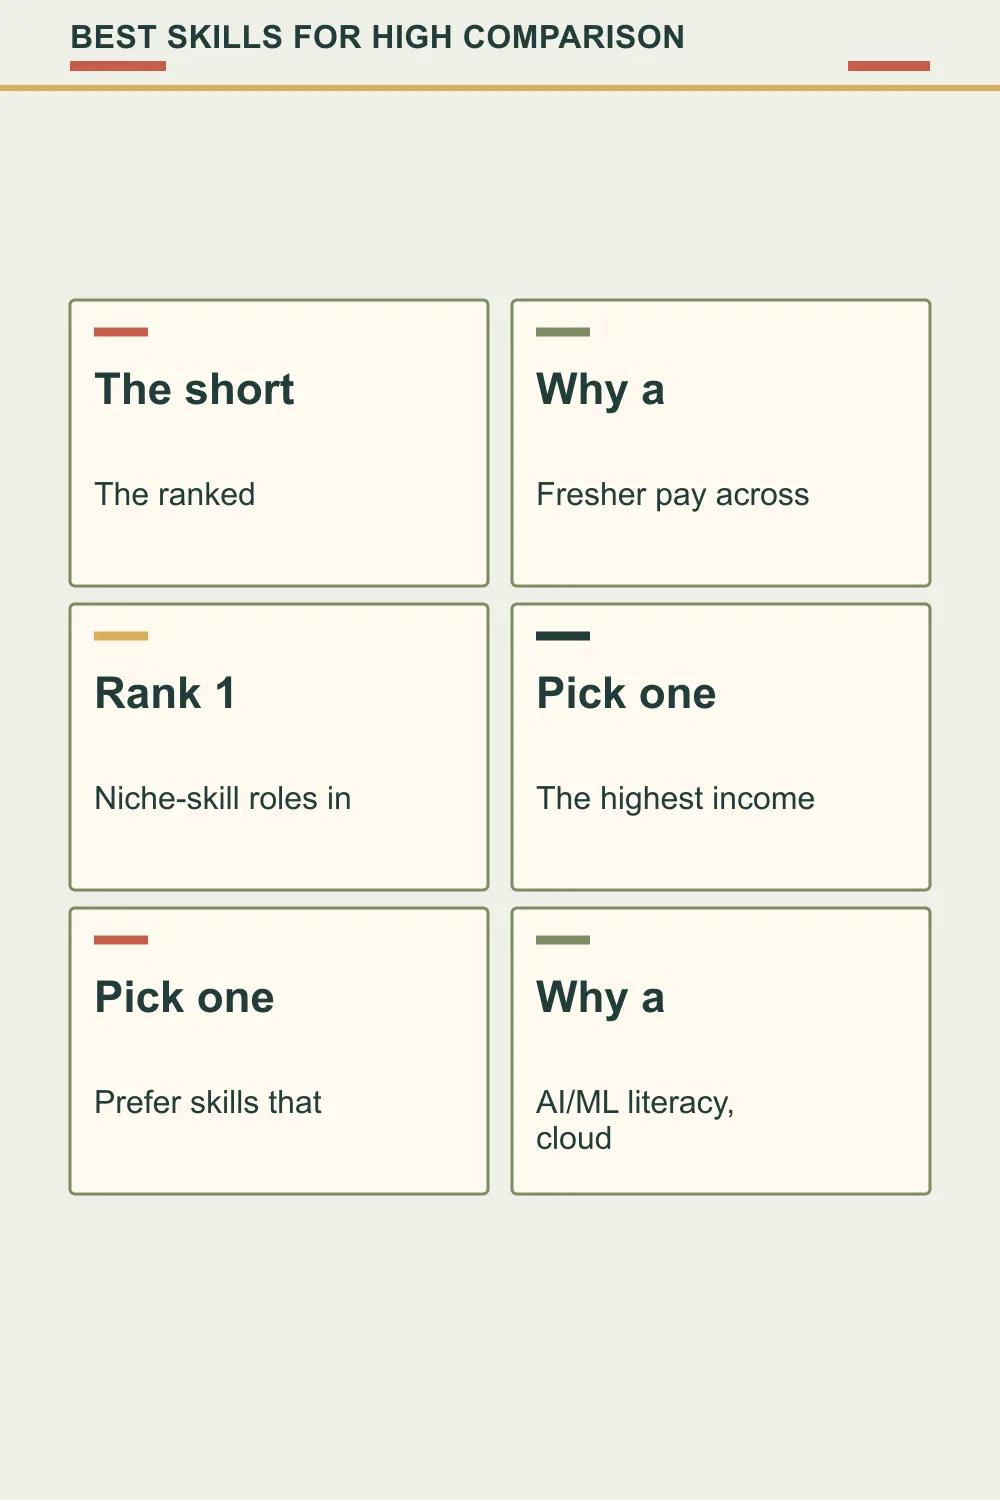 BEST SKILLS FOR HIGH COMPARISON
The short
The ranked
Why a
Fresher pay across
Rank 1
Niche-skill roles in
Pick one
The highest income
Pick one
Prefer skills that
Why a
AI/ML literacy,
cloud